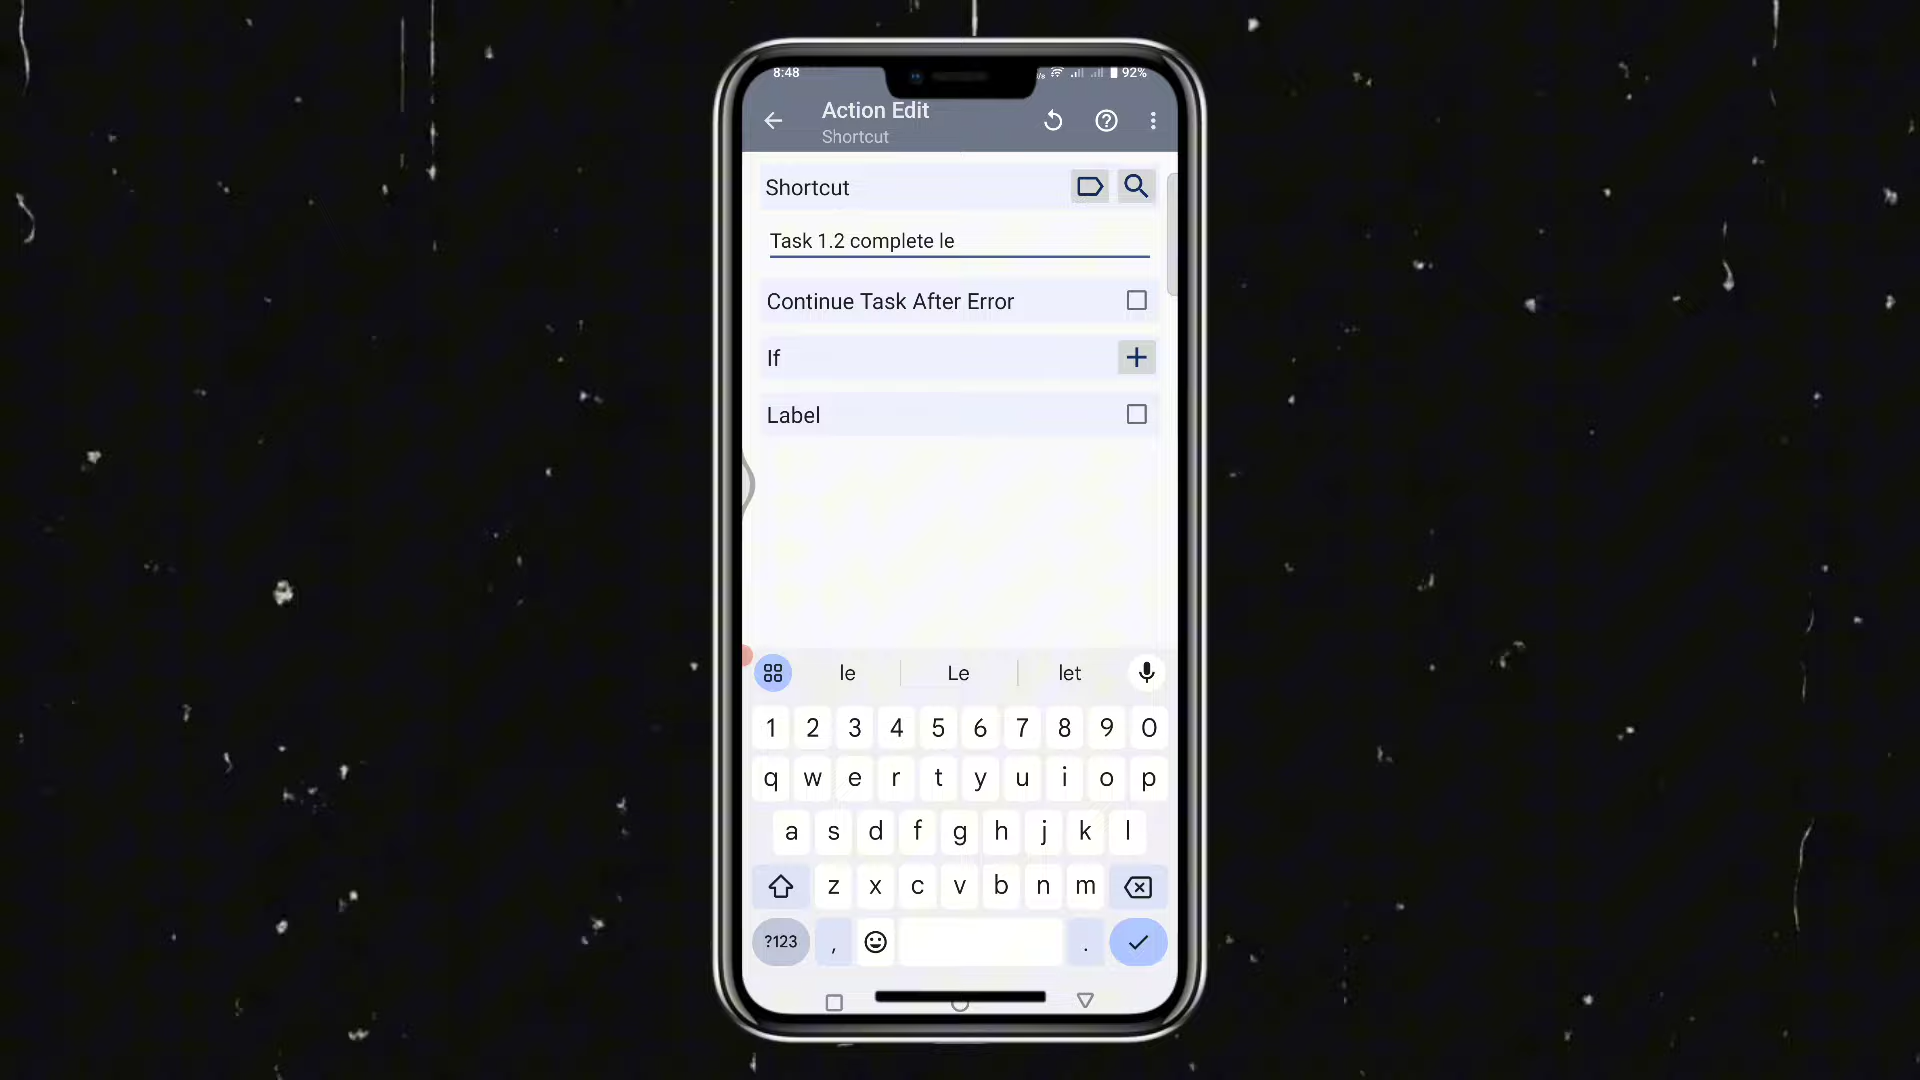 8:48
92%
Action Edit
Shortcut
Shortcut
Task 1.2 complete le
Continue Task After Error
If
Label
le Le let
1 2 3 4 5 6 7 8 9 0
q w e r t y u i o p
a s d f g h j k l
z x c v b n m
?123 , .